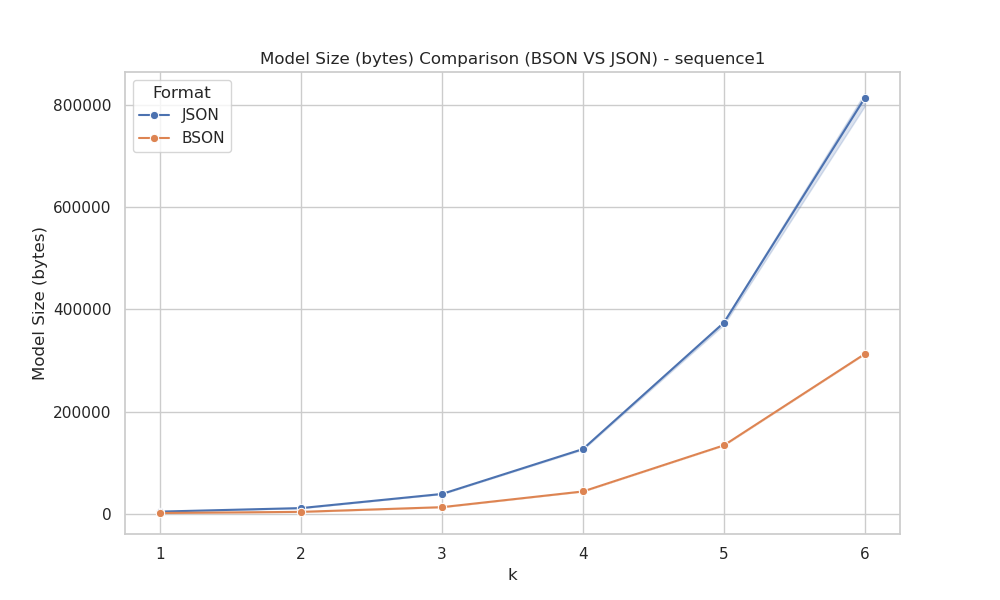 Model Size (bytes) Comparison (BSON VS JSON) - sequence1
Format
JSON
BSON
800000
600000
400000
200000
0
Model Size (bytes)
1 2 3 4 5 6
k